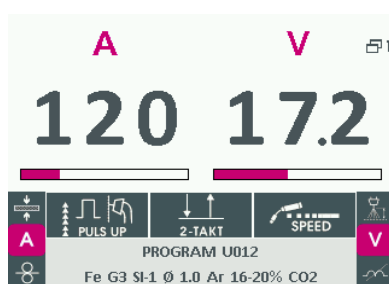 A V
120 17.2
PULS UP 2-TAKT SPEED
A V
PROGRAM U012
Fe G3 SI-1 Ø 1.0 Ar 16-20% CO2